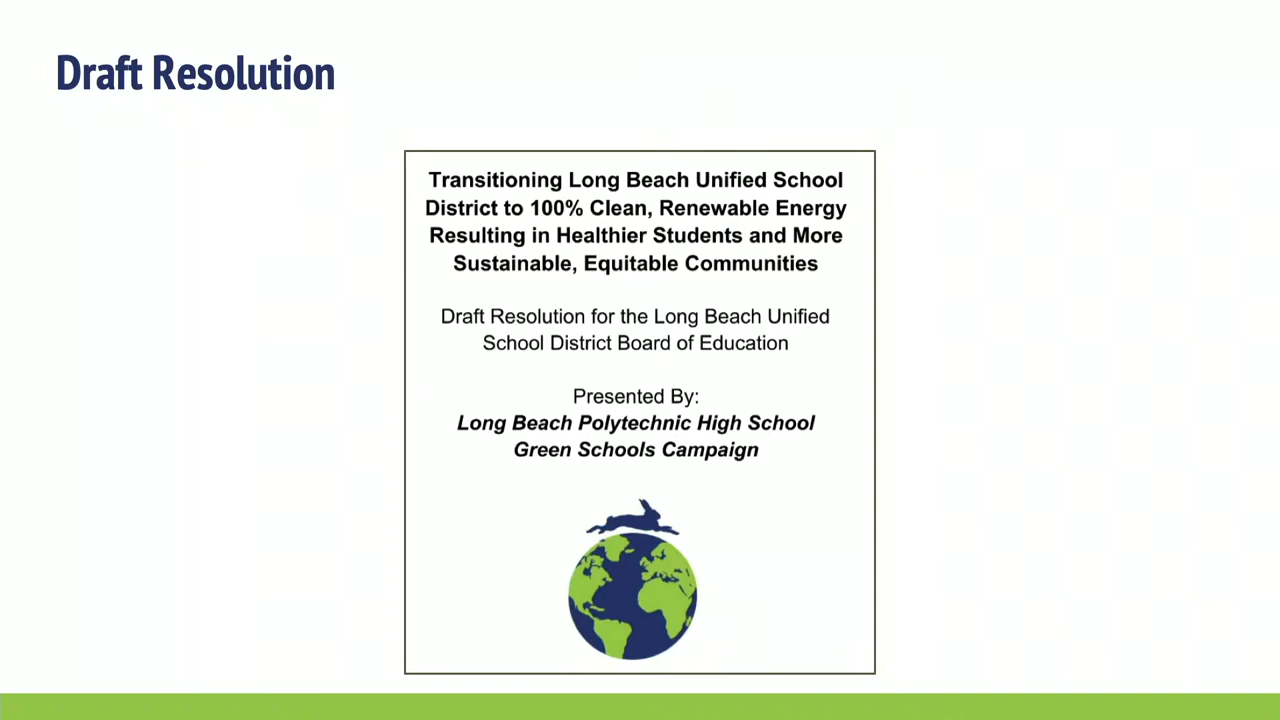 Draft Resolution
Transitioning Long Beach Unified School
District to 100% Clean, Renewable Energy
Resulting in Healthier Students and More
Sustainable, Equitable Communities
Draft Resolution for the Long Beach Unified
School District Board of Education
Presented By:
Long Beach Polytechnic High School
Green Schools Campaign